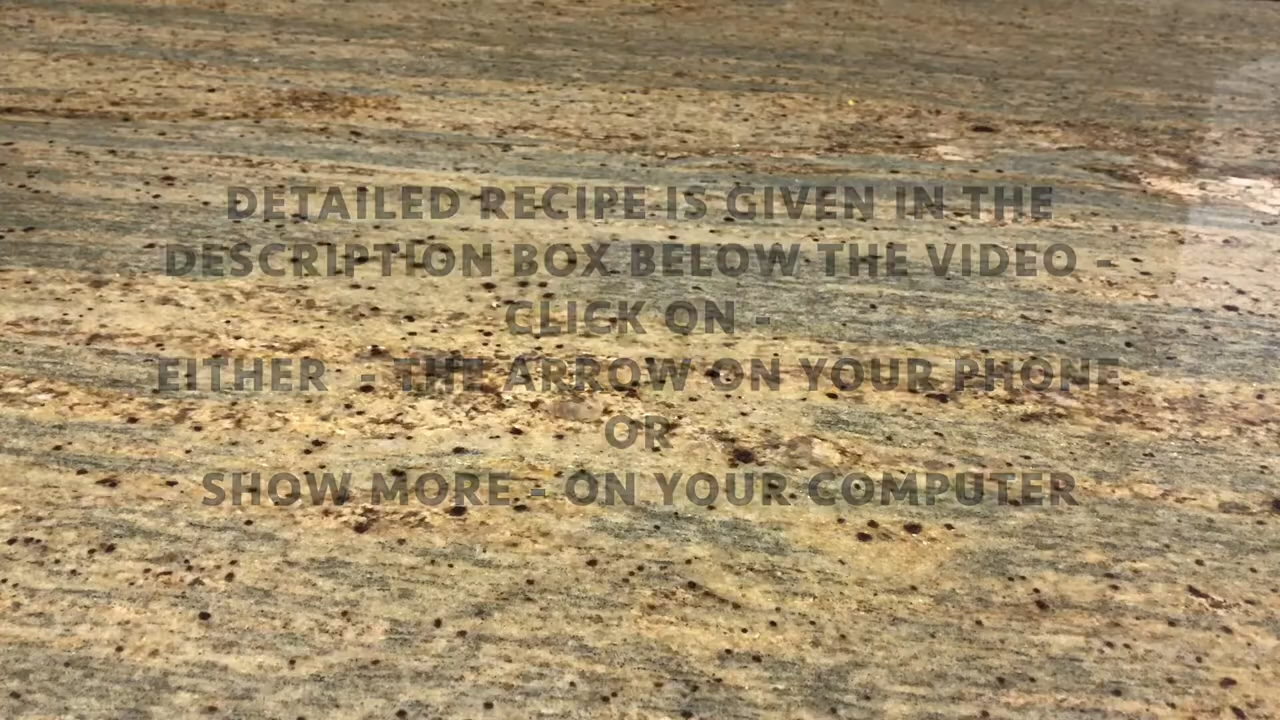 DETAILED RECIPE IS GIVEN IN THE
DESCRIPTION BOX BELOW THE VIDEO -
CLICK ON -
EITHER - THE ARROW ON YOUR PHONE
OR
SHOW MORE - ON YOUR COMPUTER